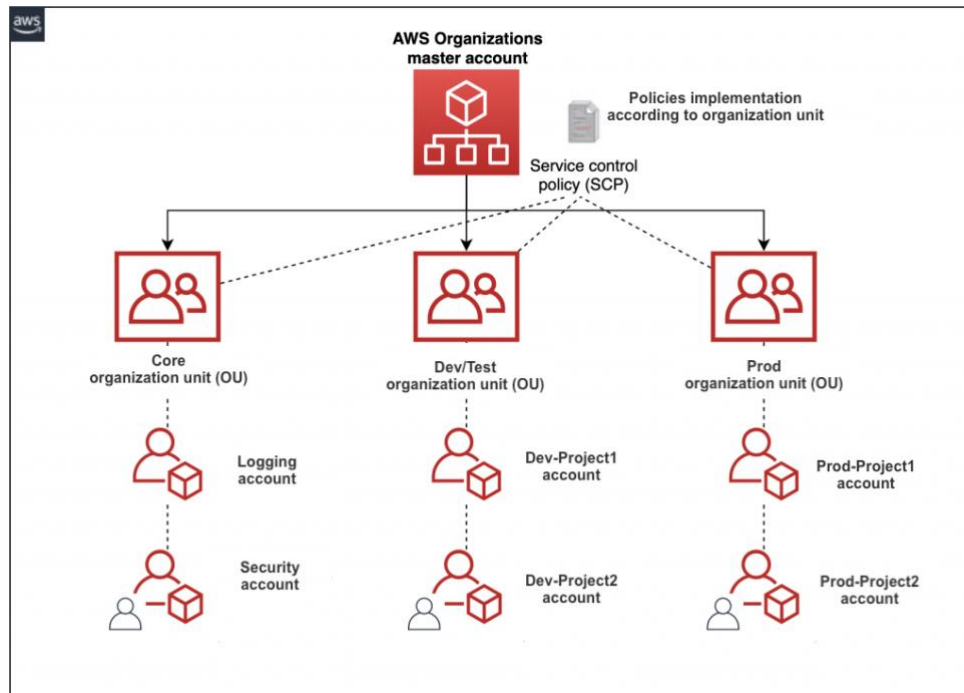 aws
AWS Organizations
master account
Policies implementation
according to organization unit
Service control
policy (SCP)
Core
organization unit (OU)
Dev/Test
organization unit (OU)
Prod
organization unit (OU)
Logging
account
Dev-Project1
account
Prod-Project1
account
Security
account
Dev-Project2
account
Prod-Project2
account